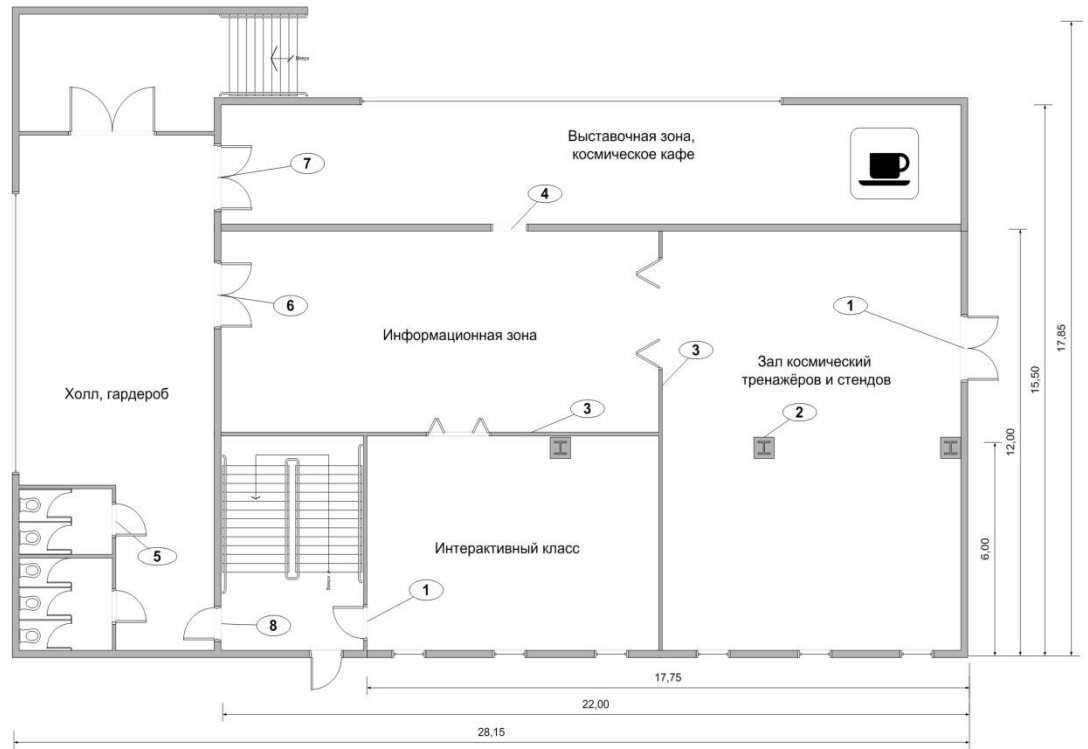 Вверх
Выставочная зона,
космическое кафе
7
4
6
1
Информационная зона
3
Зал космический
тренажёров и стендов
Холл, гардероб
3
2
5
Интерактивный класс
Вверх
1
8
6,00
12,00
15,50
17,85
17,75
22,00
28,15